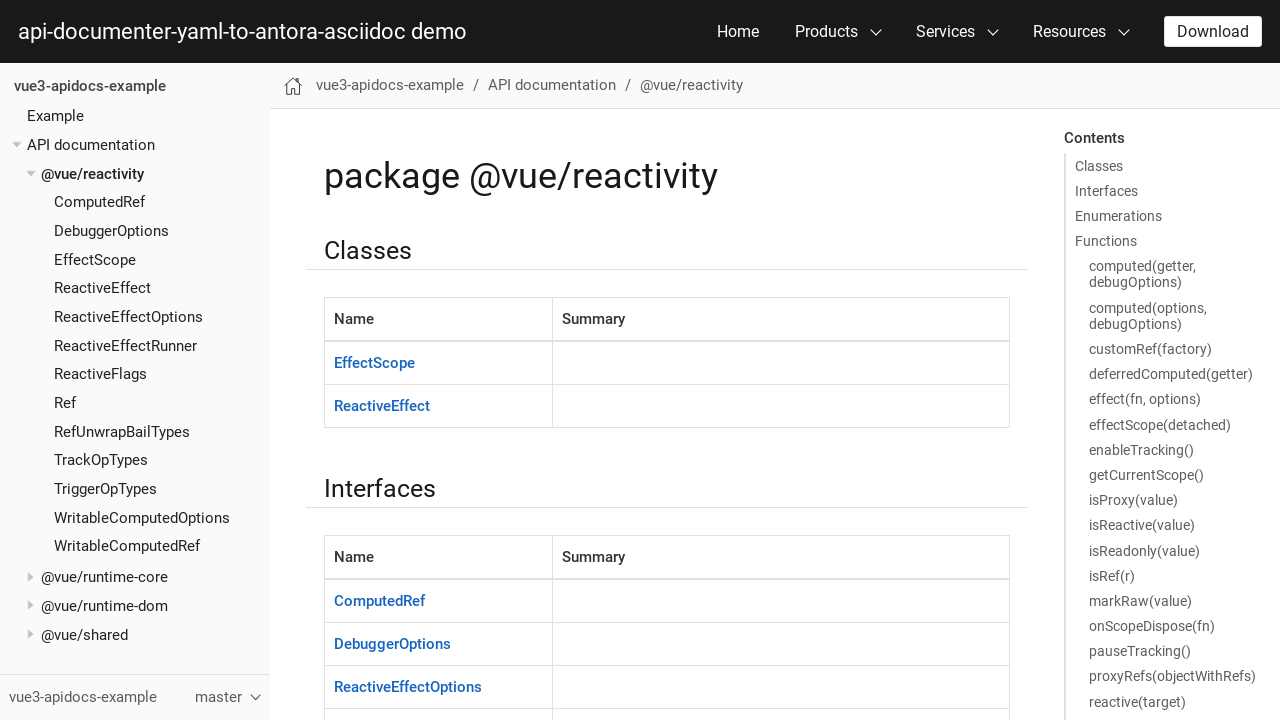 api-documenter-yaml-to-antora-asciidoc demo
Home
Products
Services
Resources
Download
vue3-apidocs-example
Example
API documentation
@vue/reactivity
ComputedRef
DebuggerOptions
EffectScope
ReactiveEffect
ReactiveEffectOptions
ReactiveEffectRunner
ReactiveFlags
Ref
RefUnwrapBailTypes
TrackOpTypes
TriggerOpTypes
WritableComputedOptions
WritableComputedRef
@vue/runtime-core
@vue/runtime-dom
@vue/shared
vue3-apidocs-example
master
vue3-apidocs-example / API documentation / @vue/reactivity
package @vue/reactivity
Classes
Name Summary
EffectScope
ReactiveEffect
Interfaces
Name Summary
ComputedRef
DebuggerOptions
ReactiveEffectOptions
Contents
Classes
Interfaces
Enumerations
Functions
computed(getter,
debugOptions)
computed(options,
debugOptions)
customRef(factory)
deferredComputed(getter)
effect(fn, options)
effectScope(detached)
enableTracking()
getCurrentScope()
isProxy(value)
isReactive(value)
isReadonly(value)
isRef(r)
markRaw(value)
onScopeDispose(fn)
pauseTracking()
proxyRefs(objectWithRefs)
reactive(target)